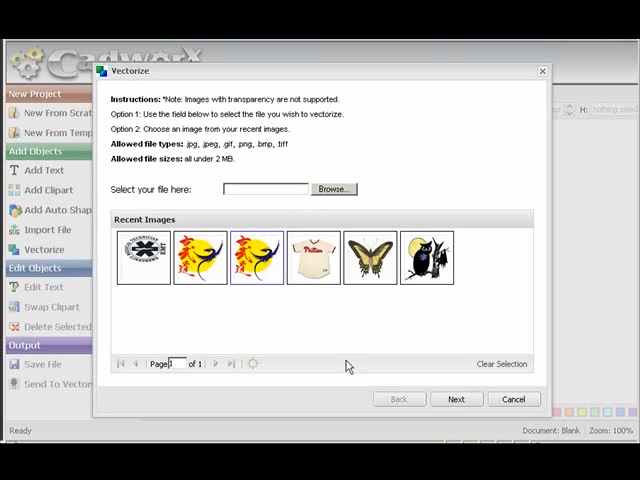 CadworX
Vectorize
New Project
New From Scrat
New From Temp
Add Objects
Add Text
Add Clipart
Add Auto Shap
Import File
Vectorize
Edit Objects
Edit Text
Swap Clipart
Delete Selected
Output
Save File
Send To Vector
H:
Instructions: *Note: Images with transparency are not supported.
Option 1: Use the field below to select the file you wish to vectorize.
Option 2: Choose an image from your recent images.
Allowed file types: .jpg, .jpeg, .gif, .png, .bmp, .tiff
Allowed file sizes: all under 2 MB.
Select your file here:
Browse...
Recent Images
EMT
Phillies
Page 1 of 1
Clear Selection
Back
Next
Cancel
Ready
Document: Blank
Zoom: 100%